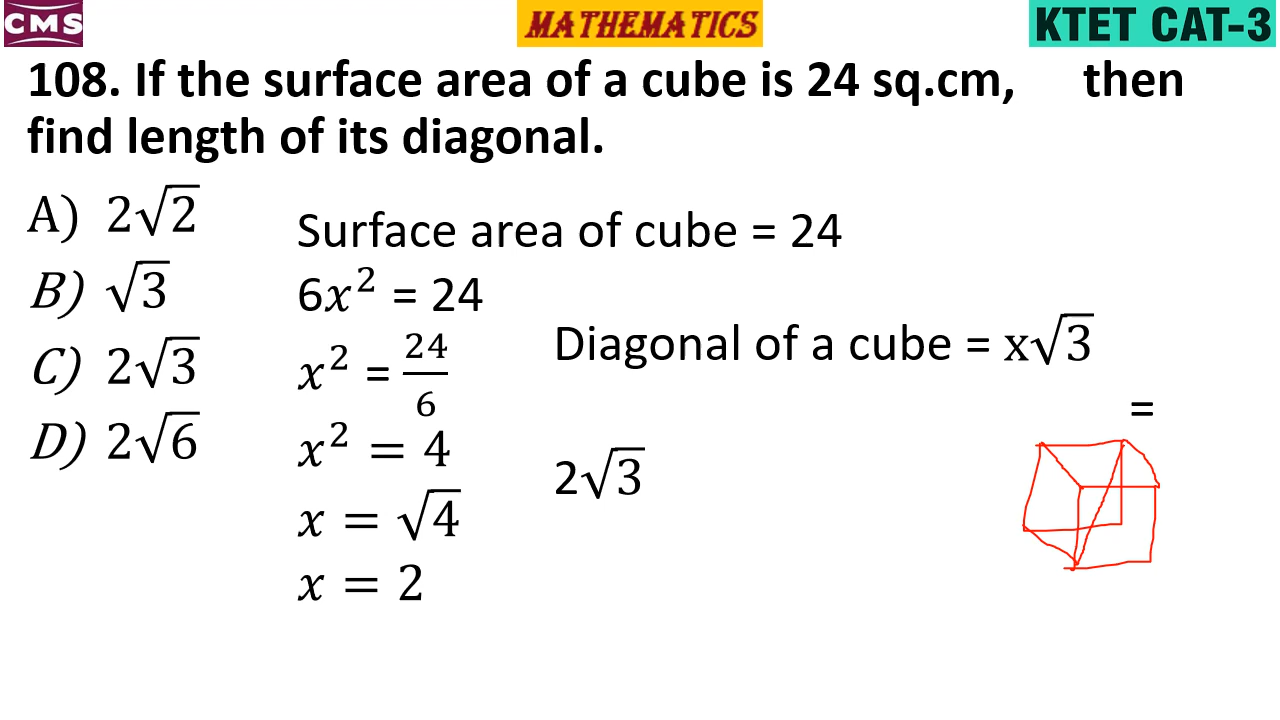 CMS
MATHEMATICS
KTET CAT-3
108. If the surface area of a cube is 24 sq.cm, then
find length of its diagonal.
A) 2√2
B) √3
C) 2√3
D) 2√6
Surface area of cube = 24
6x² = 24
x² = 24/6
x² = 4
x = √4
x = 2
Diagonal of a cube = x√3
=
2√3